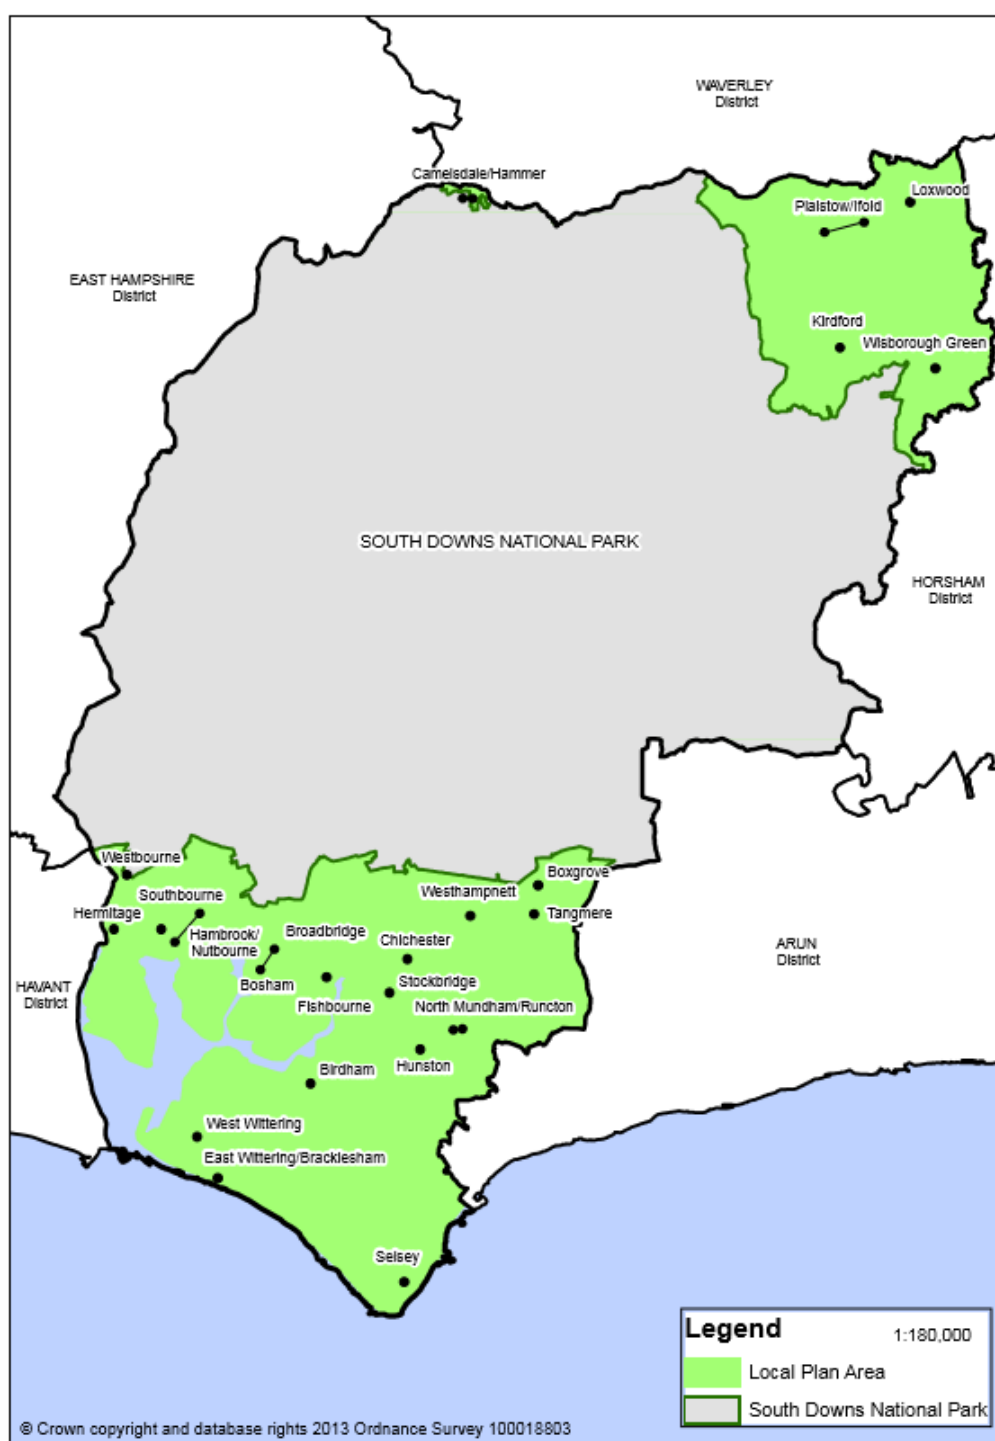 WAVERLEY
District
Camelsdale/Hammer
Loxwood
Plaistow/Ifold
EAST HAMPSHIRE
District
Kirdford
Wisborough Green
SOUTH DOWNS NATIONAL PARK
HORSHAM
District
Westbourne
Boxgrove
Westhampnett
Southbourne
Hermitage
Tangmere
Hambrook/
Nutbourne
Broadbridge
Chichester
ARUN
District
Bosham
Stockbridge
HAVANT
District
Fishbourne
North Mundham/Runcton
Hunston
Birdham
West Wittering
East Wittering/Bracklesham
Selsey
Legend
1:180,000
Local Plan Area
South Downs National Park
© Crown copyright and database rights 2013 Ordnance Survey 100018803